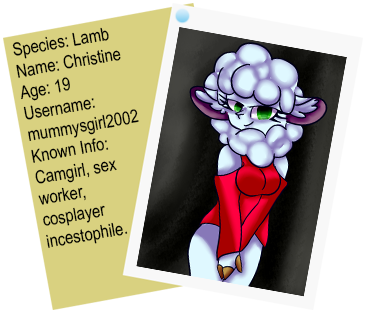 Species: Lamb
Name: Christine
Age: 19
Username:
mummysgirl2002
Known Info:
Camgirl, sex
worker,
cosplayer
incestophile.